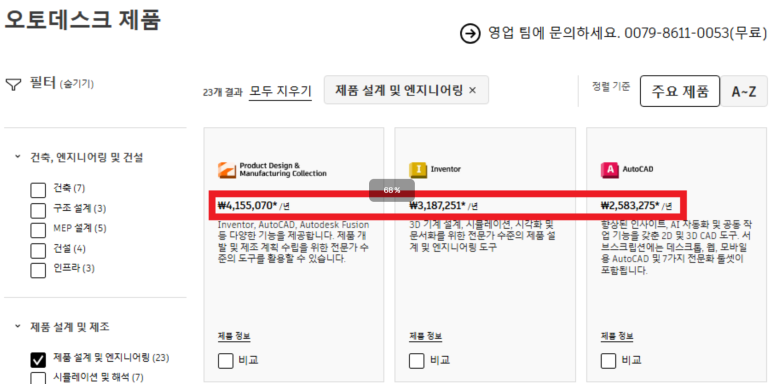 오토데스크 제품
영업 팀에 문의하세요. 0079-8611-0053(무료)
필터 (숨기기)
23개 결과 모두 지우기
제품 설계 및 엔지니어링 ×
정렬 기준
주요 제품
A~Z
건축, 엔지니어링 및 건설
건축 (7)
구조 설계 (3)
MEP 설계 (5)
건설 (4)
인프라 (3)
제품 설계 및 제조
제품 설계 및 엔지니어링 (23)
시뮬레이션 및 해석 (7)
Product Design &
Manufacturing Collection
₩4,155,070* /년
Inventor, AutoCAD, Autodesk Fusion
등 다양한 기능을 제공합니다. 제품 개
발 및 제조 계획 수립을 위한 전문가 수
준의 도구를 활용할 수 있습니다.
제품 정보
비교
68%
Inventor
₩3,187,251* /년
3D 기계 설계, 시뮬레이션, 시각화 및
문서화를 위한 전문가 수준의 제품 설
계 및 엔지니어링 도구
제품 정보
비교
AutoCAD
₩2,583,275* /년
향상된 인사이트, AI 자동화 및 공동 작
업 기능을 갖춘 2D 및 3D CAD 도구. 서
브스크립션에는 데스크톱, 웹, 모바일
용 AutoCAD 및 7가지 전문화 툴셋이
포함됩니다.
제품 정보
비교